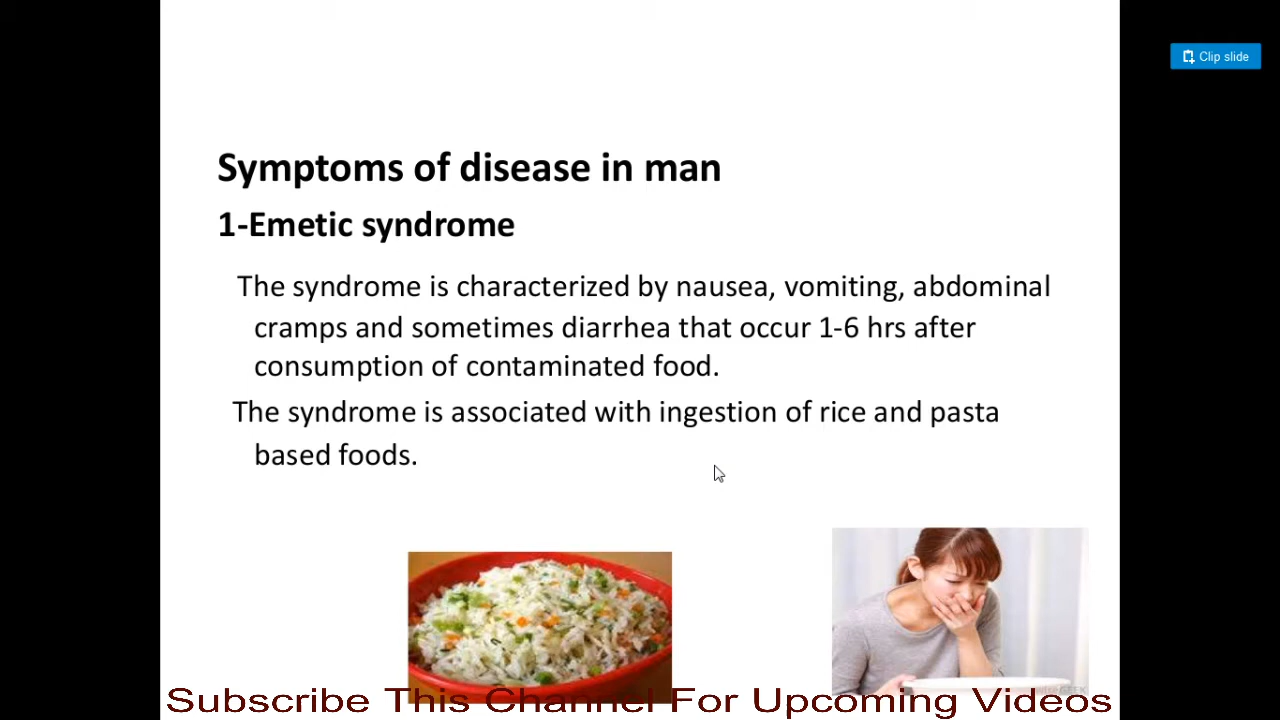 Clip slide
Symptoms of disease in man
1-Emetic syndrome
The syndrome is characterized by nausea, vomiting, abdominal
cramps and sometimes diarrhea that occur 1-6 hrs after
consumption of contaminated food.
The syndrome is associated with ingestion of rice and pasta
based foods.
Subscribe This Channel For Upcoming Videos